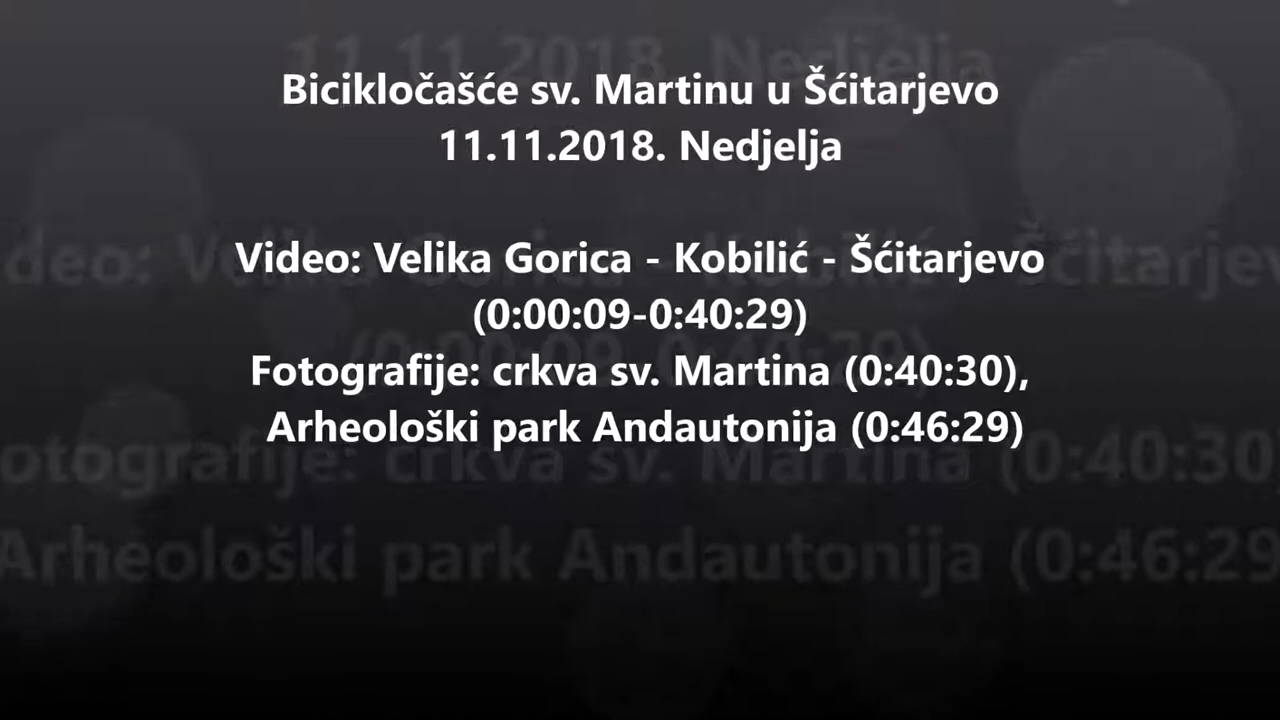 Bicikločašće sv. Martinu u Šćitarjevo
11.11.2018. Nedjelja
Video: Velika Gorica - Kobilić - Šćitarjevo
(0:00:09-0:40:29)
Fotografije: crkva sv. Martina (0:40:30),
Arheološki park Andautonija (0:46:29)